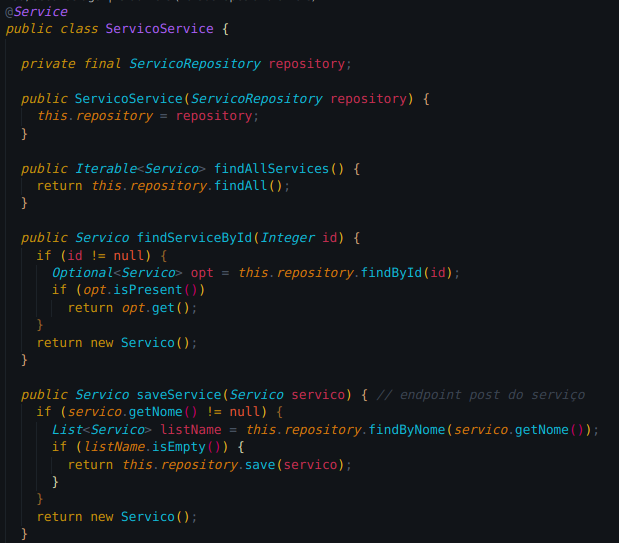 @Service
public class ServicoService {
private final ServicoRepository repository;
public ServicoService(ServicoRepository repository) {
this.repository = repository;
}
public Iterable<Servico> findAllServices() {
return this.repository.findAll();
}
public Servico findServiceById(Integer id) {
if (id != null) {
Optional<Servico> opt = this.repository.findById(id);
if (opt.isPresent())
return opt.get();
}
return new Servico();
}
public Servico saveService(Servico servico) { // endpoint post do serviço
if (servico.getNome() != null) {
List<Servico> listName = this.repository.findByNome(servico.getNome());
if (listName.isEmpty()) {
return this.repository.save(servico);
}
}
return new Servico();
}